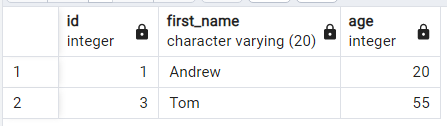 id first_name age
integer character varying (20) integer
1 1 Andrew 20
2 3 Tom 55